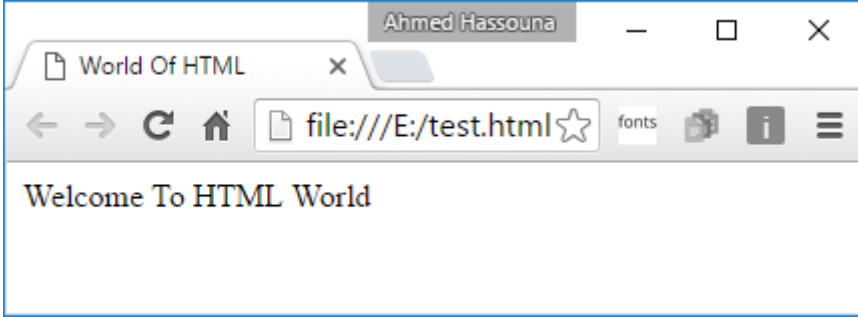 Ahmed Hassouna
World Of HTML
file:///E:/test.html
fonts
i
Welcome To HTML World